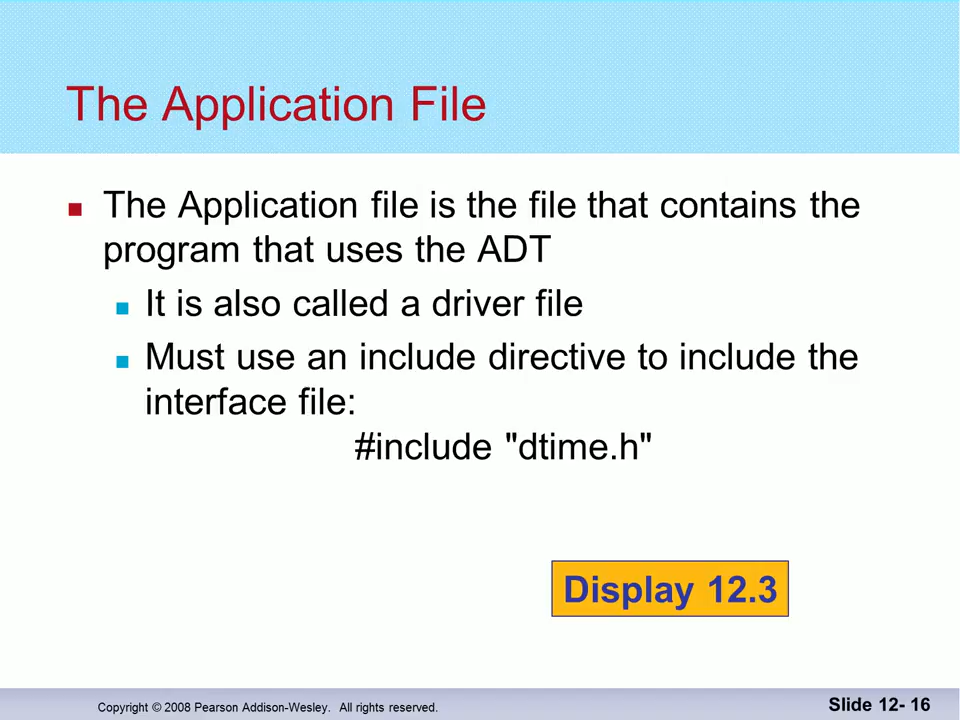 The Application File
The Application file is the file that contains the
program that uses the ADT
It is also called a driver file
Must use an include directive to include the
interface file:
#include "dtime.h"
Display 12.3
Copyright © 2008 Pearson Addison-Wesley. All rights reserved.
Slide 12- 16